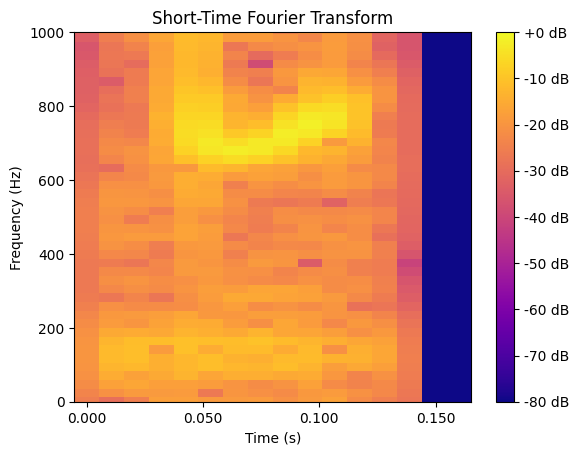 Short-Time Fourier Transform
1000
800
600
400
200
0
Frequency (Hz)
0.000
0.050
0.100
0.150
Time (s)
+0 dB
-10 dB
-20 dB
-30 dB
-40 dB
-50 dB
-60 dB
-70 dB
-80 dB